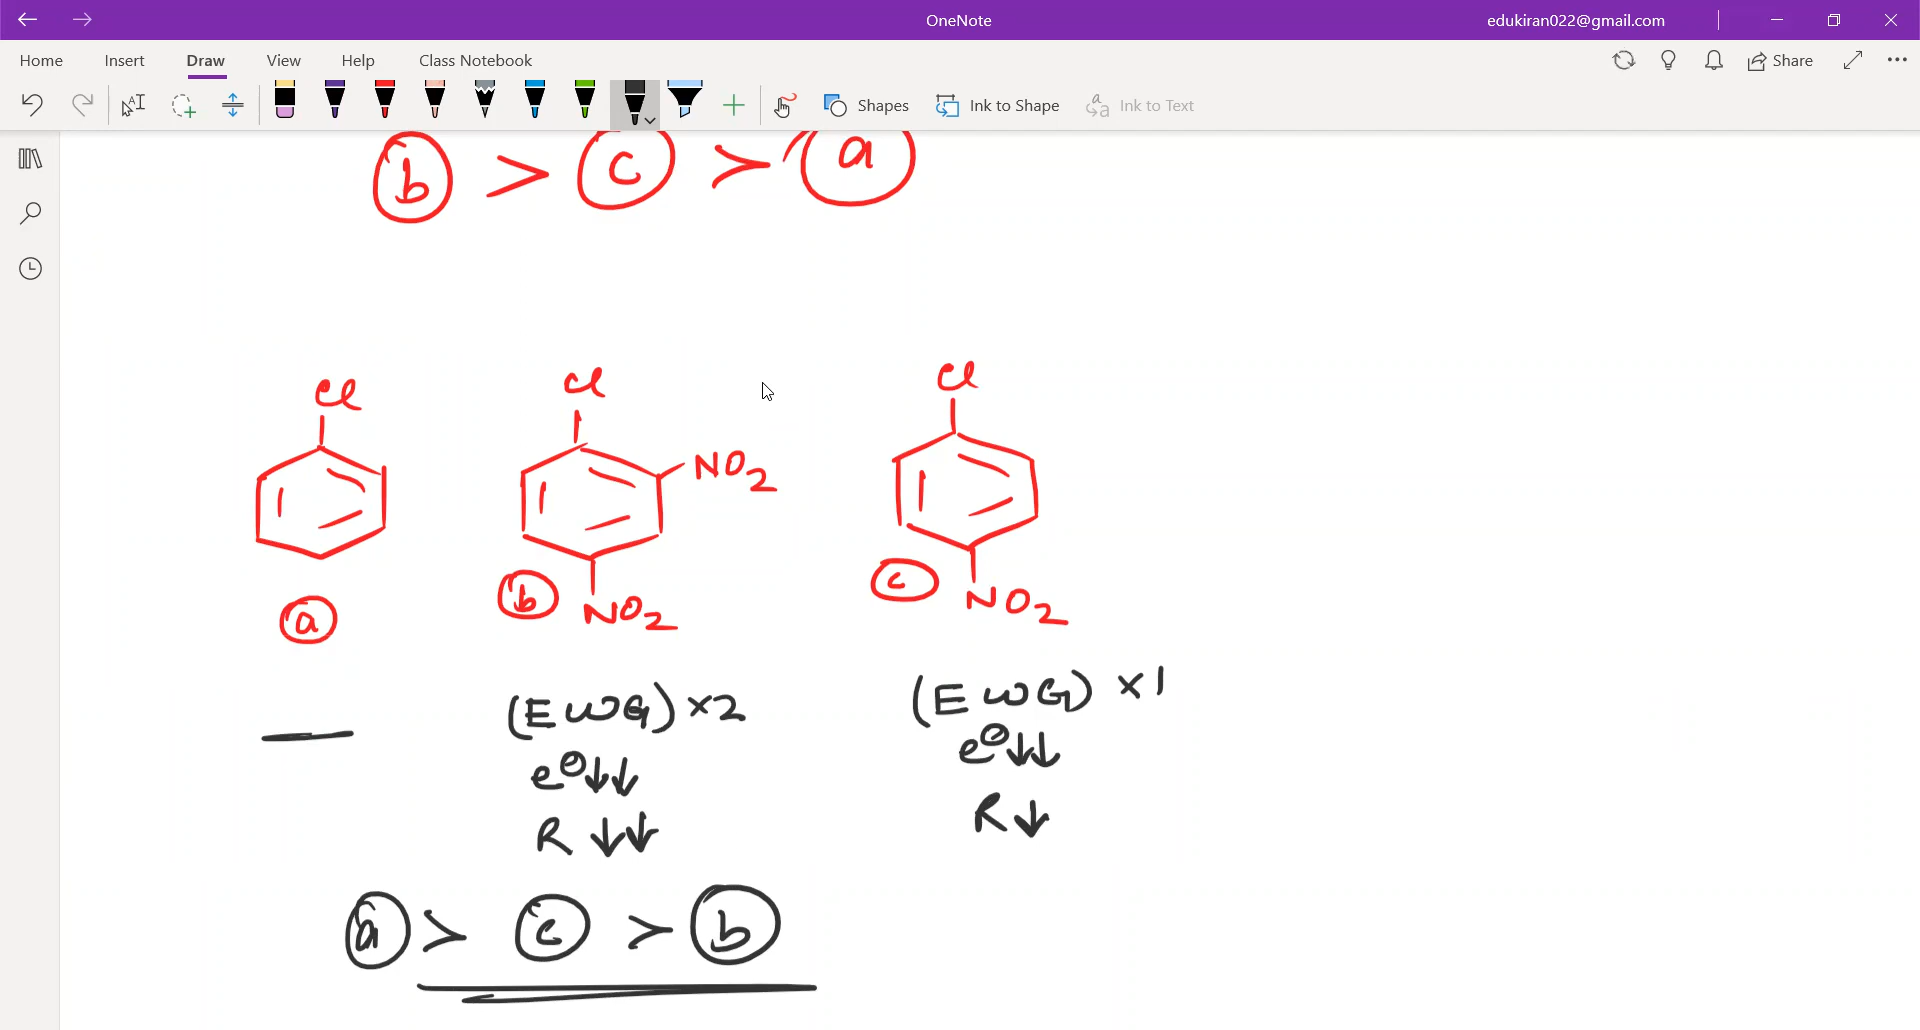 OneNote
edukiran022@gmail.com
Home Insert Draw View Help Class Notebook
Share
Shapes Ink to Shape Ink to Text
b > c > a
Cl Cl Cl
NO2
a b NO2 c NO2
(EWG) ×2 (EWG) ×1
e⊖↓↓ e⊖↓↓
R ↓↓ R ↓
a > c > b